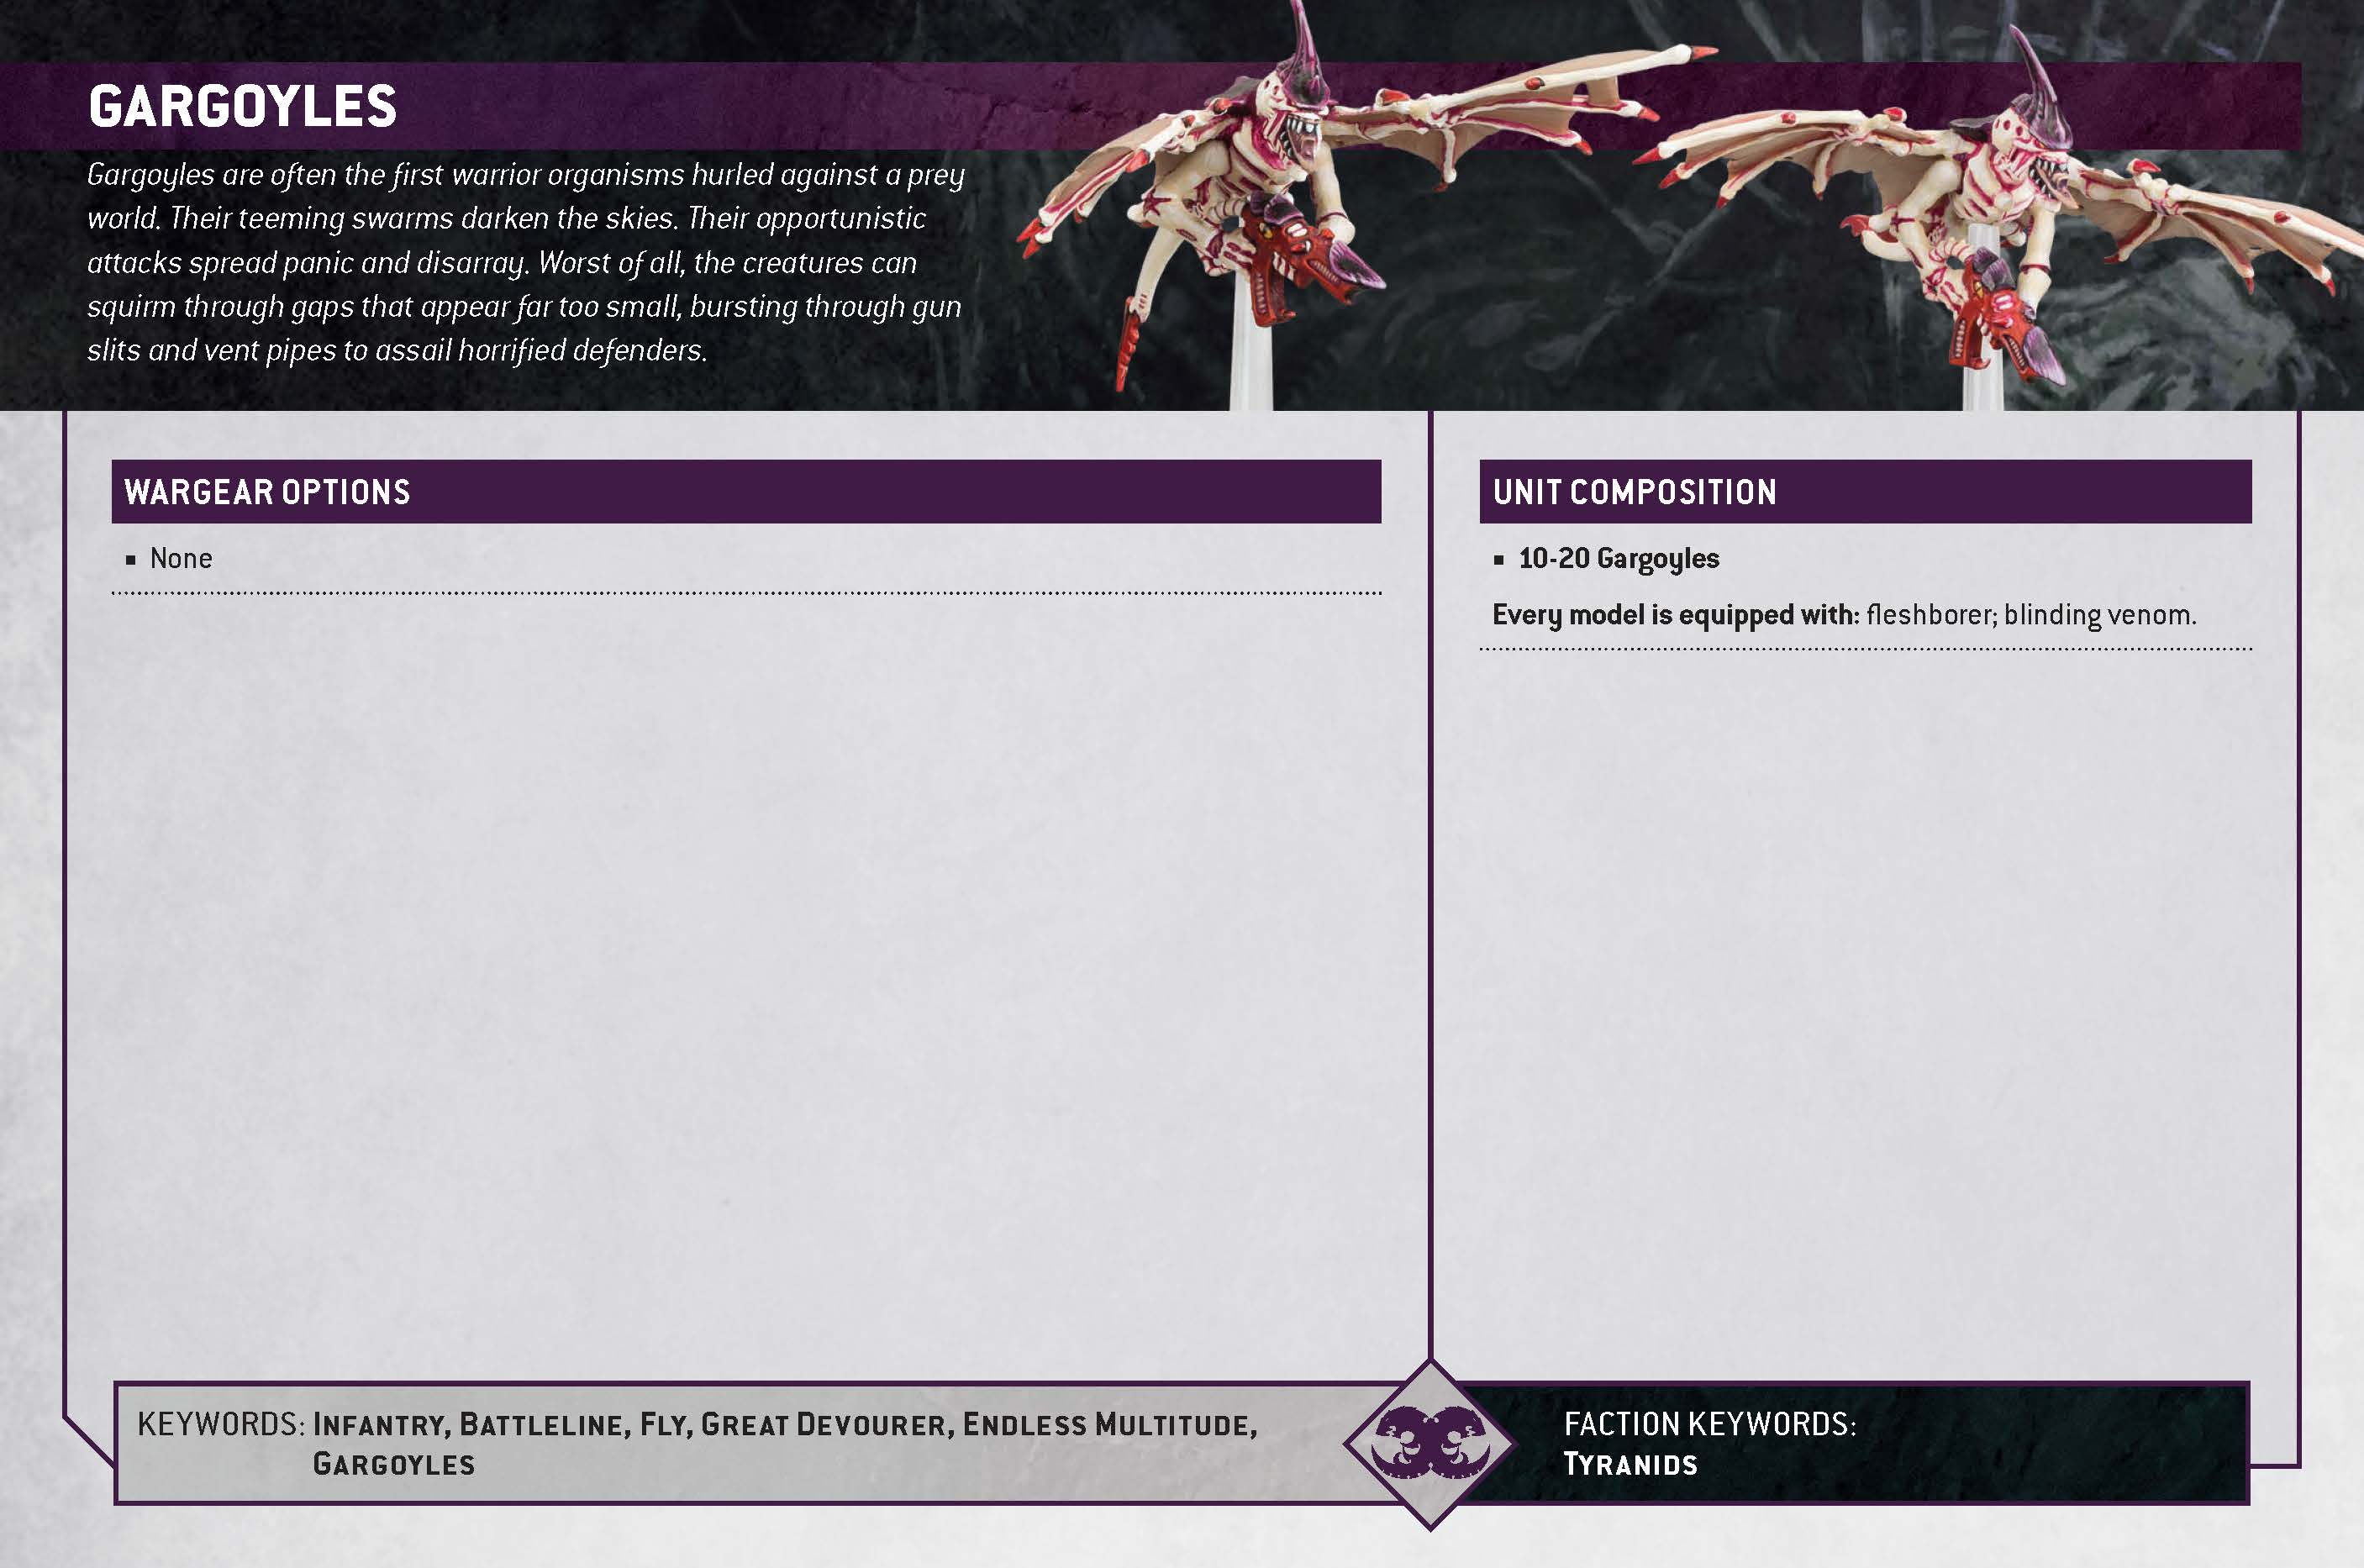 GARGOYLES
Gargoyles are often the first warrior organisms hurled against a prey
world. Their teeming swarms darken the skies. Their opportunistic
attacks spread panic and disarray. Worst of all, the creatures can
squirm through gaps that appear far too small, bursting through gun
slits and vent pipes to assail horrified defenders.
WARGEAR OPTIONS
▪ None
UNIT COMPOSITION
▪ 10-20 Gargoyles
Every model is equipped with: fleshborer; blinding venom.
KEYWORDS: INFANTRY, BATTLELINE, FLY, GREAT DEVOURER, ENDLESS MULTITUDE,
GARGOYLES
FACTION KEYWORDS:
TYRANIDS